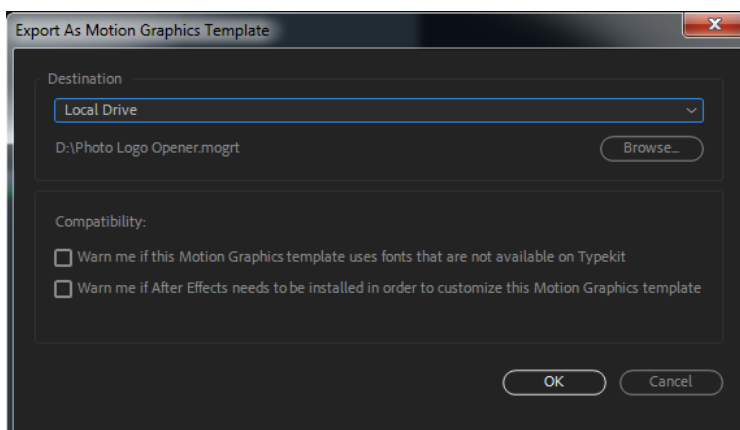 Export As Motion Graphics Template
Destination
Local Drive
D:\Photo Logo Opener.mogrt
Browse...
Compatibility:
Warn me if this Motion Graphics template uses fonts that are not available on Typekit
Warn me if After Effects needs to be installed in order to customize this Motion Graphics template
OK
Cancel